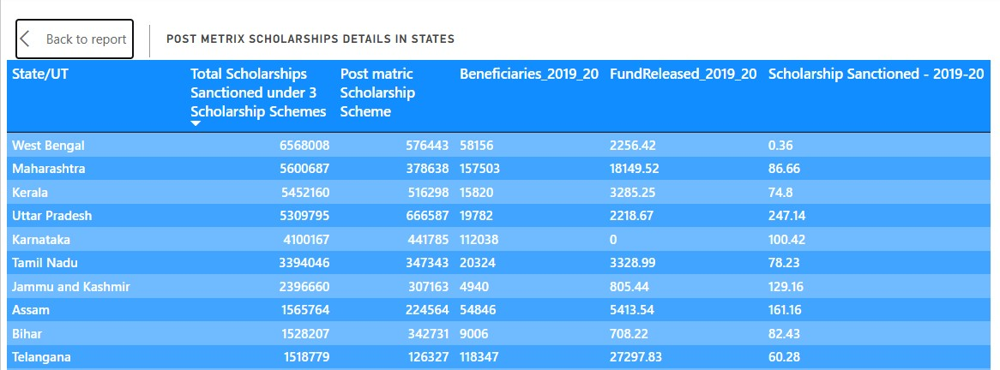 Back to report
POST METRIX SCHOLARSHIPS DETAILS IN STATES
State/UT Total Scholarships Post matric Beneficiaries_2019_20 FundReleased_2019_20 Scholarship Sanctioned - 2019-20
Sanctioned under 3 Scholarship
Scholarship Schemes Scheme
West Bengal 6568008 576443 58156 2256.42 0.36
Maharashtra 5600687 378638 157503 18149.52 86.66
Kerala 5452160 516298 15820 3285.25 74.8
Uttar Pradesh 5309795 666587 19782 2218.67 247.14
Karnataka 4100167 441785 112038 0 100.42
Tamil Nadu 3394046 347343 20324 3328.99 78.23
Jammu and Kashmir 2396660 307163 4940 805.44 129.16
Assam 1565764 224564 54846 5413.54 161.16
Bihar 1528207 342731 9006 708.22 82.43
Telangana 1518779 126327 118347 27297.83 60.28